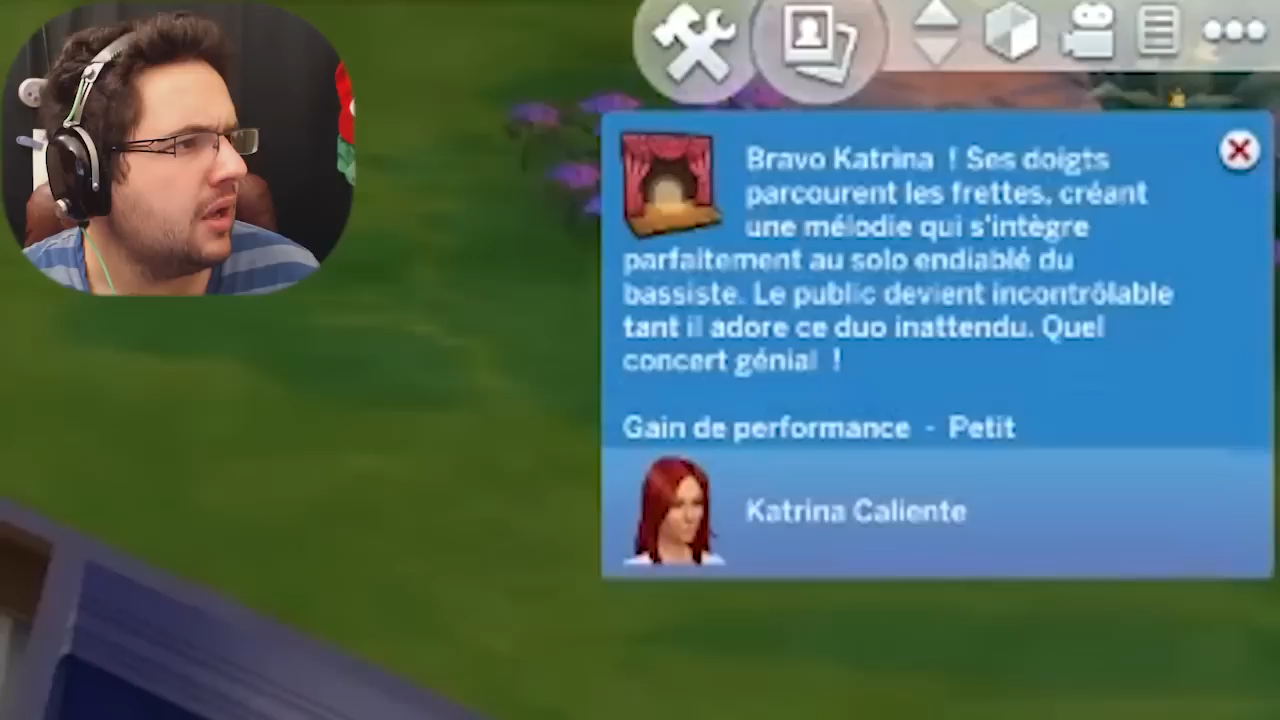 Bravo Katrina ! Ses doigts
parcourent les frettes, créant
une mélodie qui s'intègre
parfaitement au solo endiablé du
bassiste. Le public devient incontrôlable
tant il adore ce duo inattendu. Quel
concert génial !
Gain de performance - Petit
Katrina Caliente